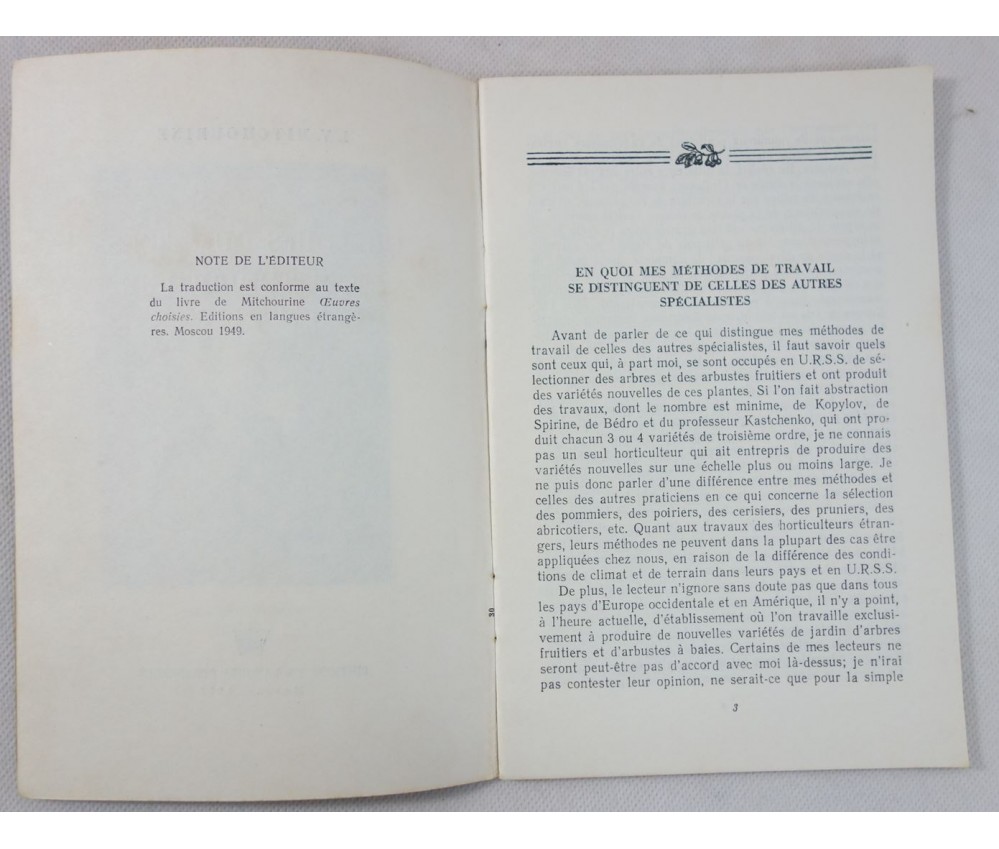 NOTE DE L'ÉDITEUR
La traduction est conforme au texte
du livre de Mitchourine Œuvres
choisies. Editions en langues étrangè-
res. Moscou 1949.
EN QUOI MES MÉTHODES DE TRAVAIL
SE DISTINGUENT DE CELLES DES AUTRES
SPÉCIALISTES
Avant de parler de ce qui distingue mes méthodes de
travail de celles des autres spécialistes, il faut savoir quels
sont ceux qui, à part moi, se sont occupés en U.R.S.S. de sé-
lectionner des arbres et des arbustes fruitiers et ont produit
des variétés nouvelles de ces plantes. Si l'on fait abstraction
des travaux, dont le nombre est minime, de Kopylov, de
Spirine, de Bédro et du professeur Kastchenko, qui ont pro-
duit chacun 3 ou 4 variétés de troisième ordre, je ne connais
pas un seul horticulteur qui ait entrepris de produire des
variétés nouvelles sur une échelle plus ou moins large. Je
ne puis donc parler d'une différence entre mes méthodes et
celles des autres praticiens en ce qui concerne la sélection
des pommiers, des poiriers, des cerisiers, des pruniers, des
abricotiers, etc. Quant aux travaux des horticulteurs étran-
gers, leurs méthodes ne peuvent dans la plupart des cas être
appliquées chez nous, en raison de la différence des condi-
tions de climat et de terrain dans leurs pays et en U.R.S.S.
De plus, le lecteur n'ignore sans doute pas que dans tous
les pays d'Europe occidentale et en Amérique, il n'y a point,
à l'heure actuelle, d'établissement où l'on travaille exclusi-
vement à produire de nouvelles variétés de jardin d'arbres
fruitiers et d'arbustes à baies. Certains de mes lecteurs ne
seront peut-être pas d'accord avec moi là-dessus; je n'irai
pas contester leur opinion, ne serait-ce que pour la simple
3